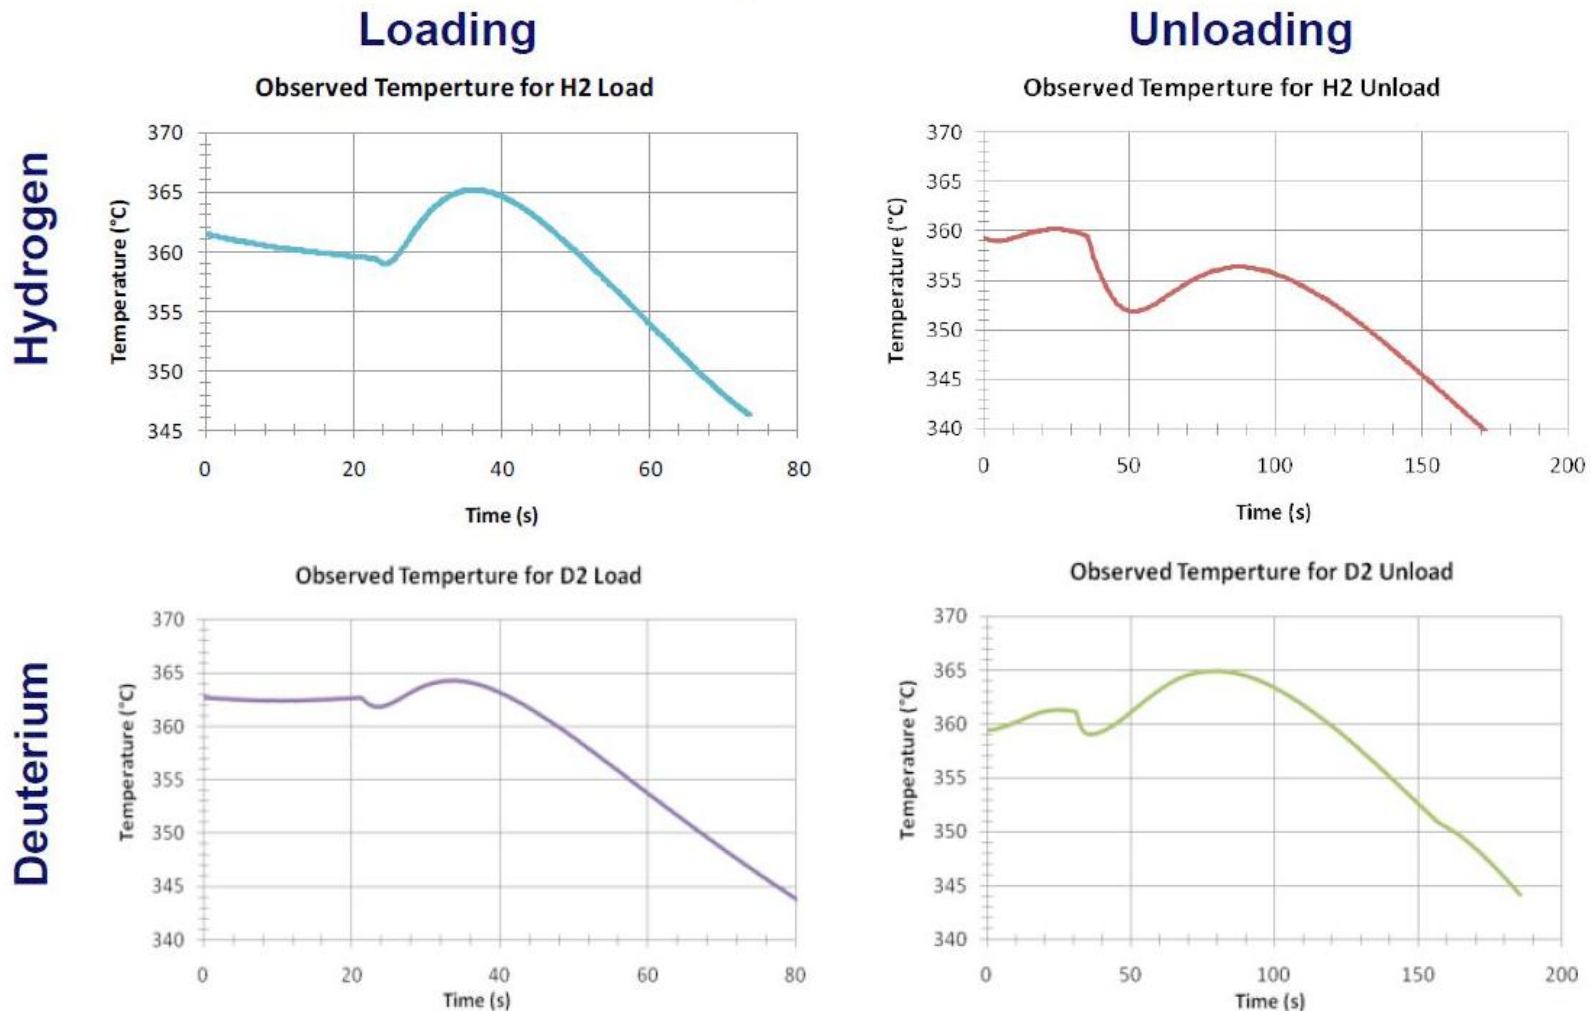 Loading
Unloading
Hydrogen
Observed Temperture for H2 Load
Temperature (°C)
370
365
360
355
350
345
0 20 40 60 80
Time (s)
Observed Temperture for H2 Unload
Temperature (°C)
370
365
360
355
350
345
340
0 50 100 150 200
Time (s)
Deuterium
Observed Temperture for D2 Load
Temperature (°C)
370
365
360
355
350
345
340
0 20 40 60 80
Time (s)
Observed Temperture for D2 Unload
Temperature (°C)
370
365
360
355
350
345
340
0 50 100 150 200
Time (s)